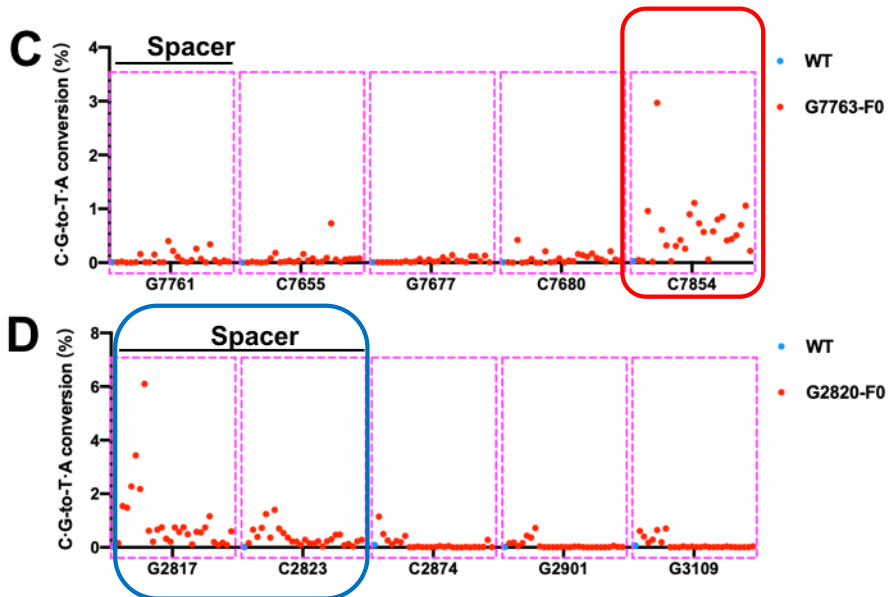 C
C·G-to-T·A conversion (%)
4
3
2
1
0
Spacer
G7761
C7655
G7677
C7680
C7854
WT
G7763-F0
D
C·G-to-T·A conversion (%)
8
6
4
2
0
Spacer
G2817
C2823
C2874
G2901
G3109
WT
G2820-F0